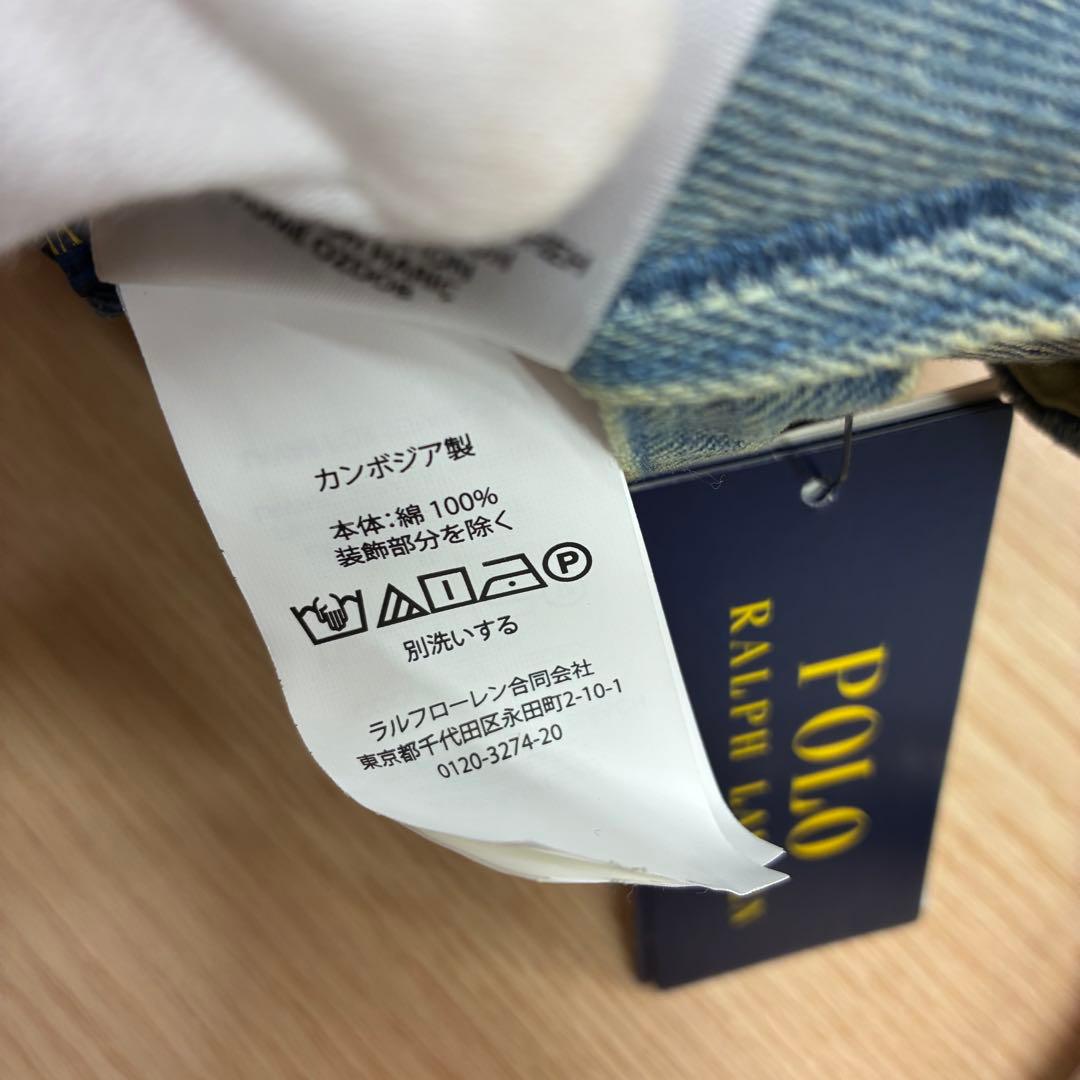 カンボジア製
本体：綿 100%
装飾部分を除く
P
別洗いする
ラルフローレン合同会社
東京都千代田区永田町2-10-1
0120-3274-20
POLO
RALPH